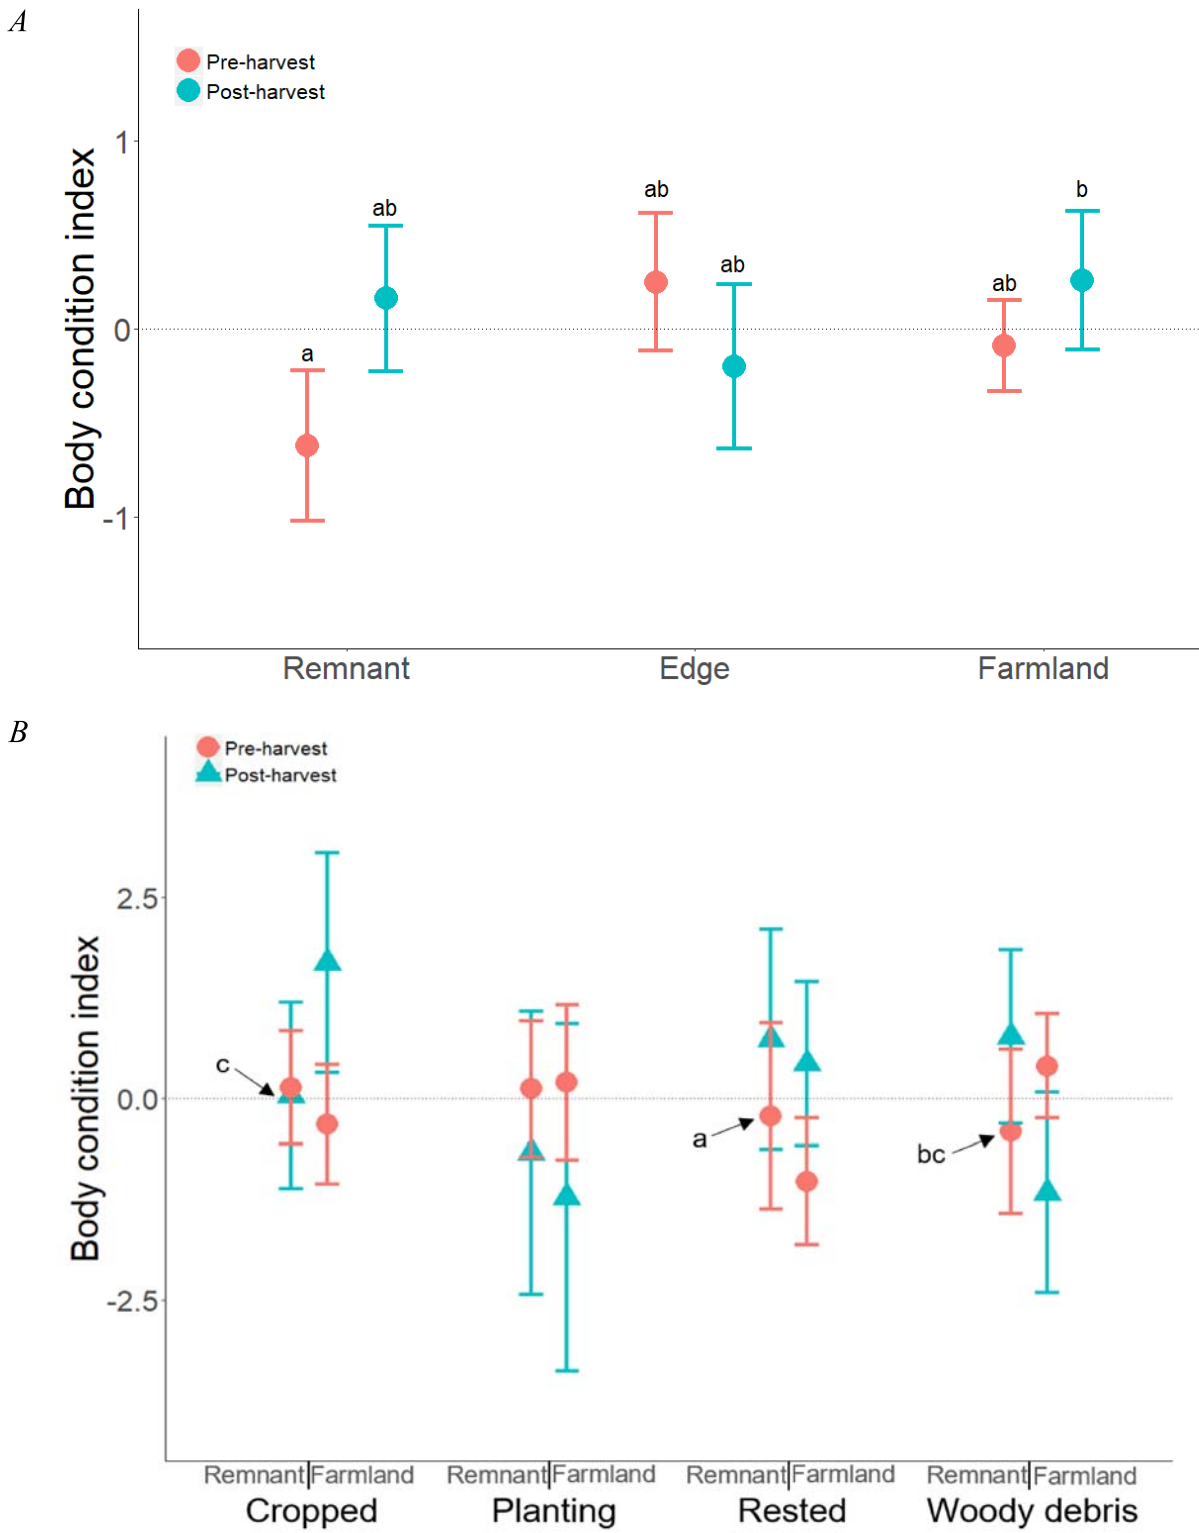 A
Pre-harvest
Post-harvest
Body condition index
1
0
-1
a
ab
ab
ab
ab
b
Remnant Edge Farmland
B
Pre-harvest
Post-harvest
Body condition index
2.5
0.0
-2.5
c
a
bc
Remnant Farmland Remnant Farmland Remnant Farmland Remnant Farmland
Cropped Planting Rested Woody debris